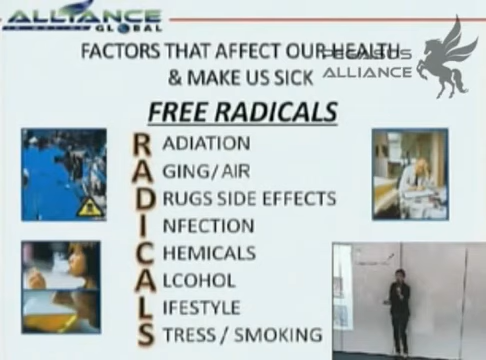 ALLIANCE
GLOBAL
FACTORS THAT AFFECT OUR HEALTH
& MAKE US SICK
PEGASUS
ALLIANCE
FREE RADICALS
RADIATION
AGING/AIR
DRUGS SIDE EFFECTS
INFECTION
CHEMICALS
ALCOHOL
LIFESTYLE
STRESS / SMOKING